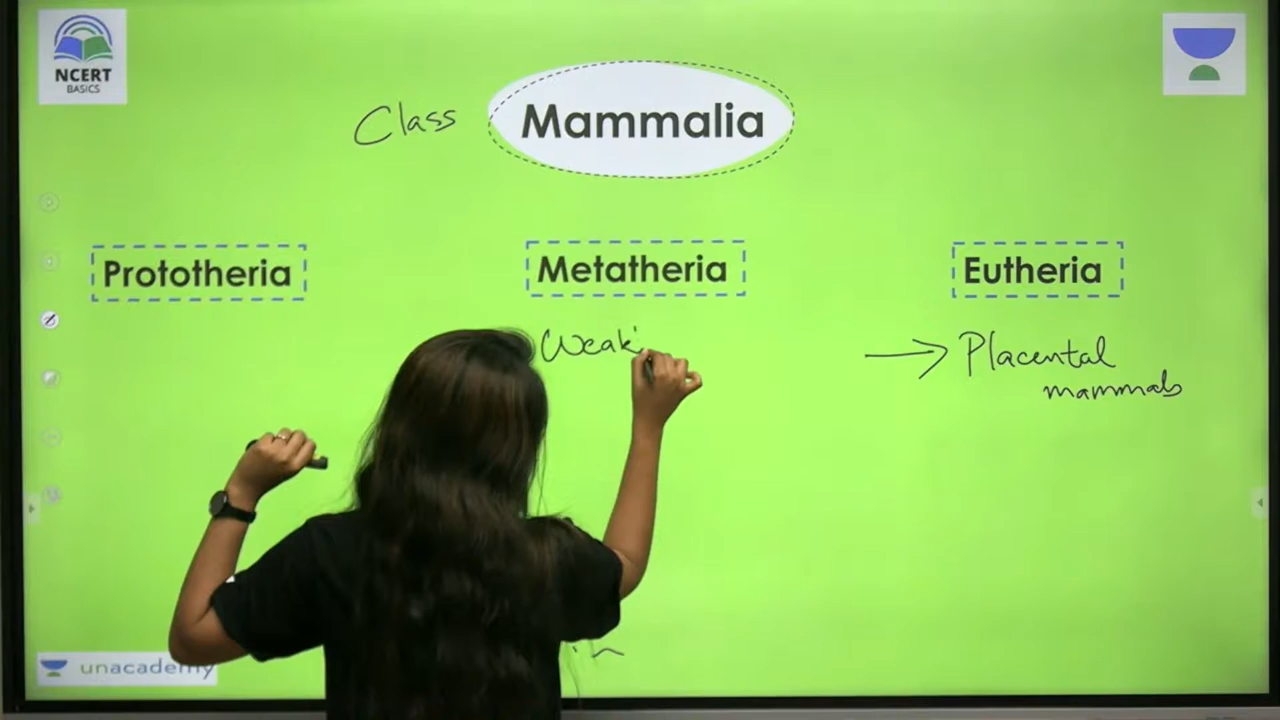 NCERT
BASICS
Class Mammalia
Prototheria Metatheria Eutheria
Weak
Placental
mammals
unacademy